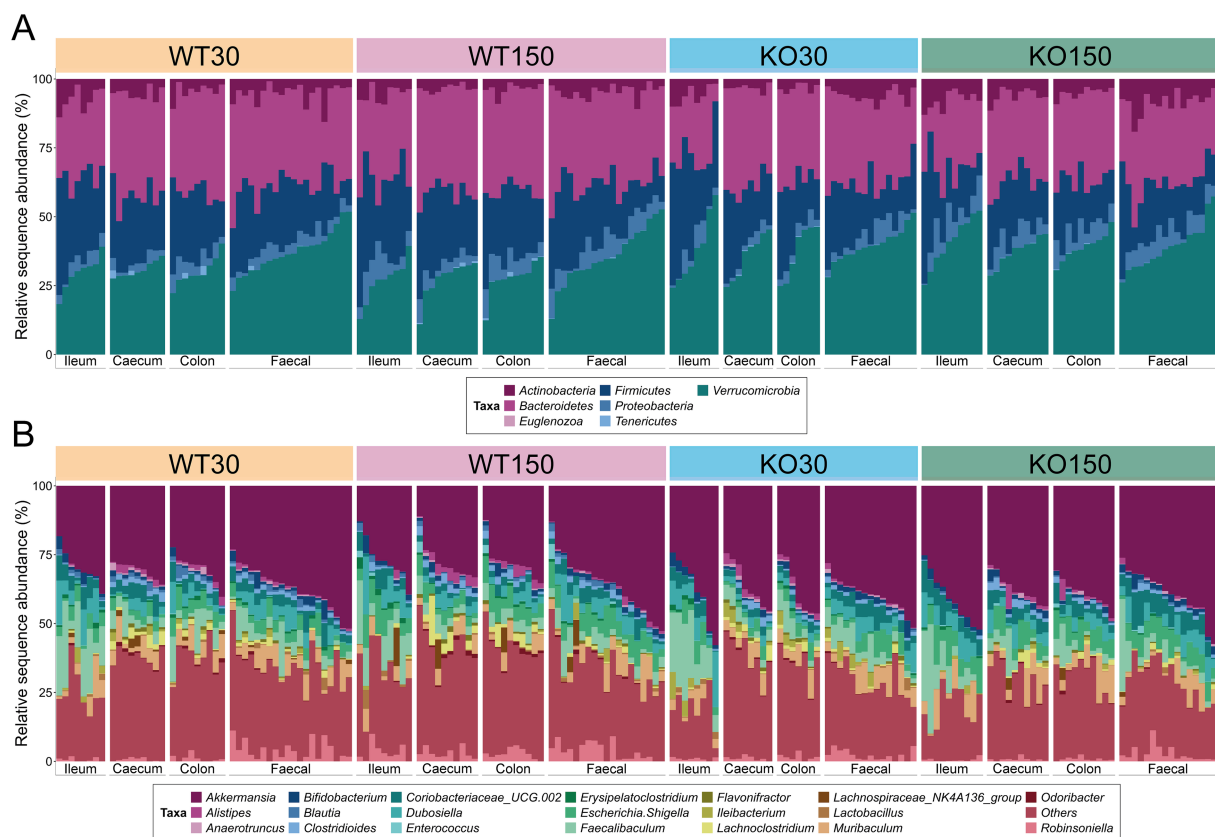 A
WT30 WT150 KO30 KO150
Relative sequence abundance (%)
100
75
50
25
0
Ileum Caecum Colon Faecal Ileum Caecum Colon Faecal Ileum Caecum Colon Faecal Ileum Caecum Colon Faecal
Actinobacteria Firmicutes Verrucomicrobia
Taxa Bacteroidetes Proteobacteria
Euglenozoa Tenericutes
B
WT30 WT150 KO30 KO150
Relative sequence abundance (%)
100
75
50
25
0
Ileum Caecum Colon Faecal Ileum Caecum Colon Faecal Ileum Caecum Colon Faecal Ileum Caecum Colon Faecal
Akkermansia Bifidobacterium Coriobacteriaceae_UCG.002 Erysipelatoclostridium Flavonifractor Lachnospiraceae_NK4A136_group Odoribacter
Taxa Alistipes Blautia Dubosiella Escherichia.Shigella Ileibacterium Lactobacillus Others
Anaerotruncus Clostridioides Enterococcus Faecalibaculum Lachnoclostridium Muribaculum Robinsoniella